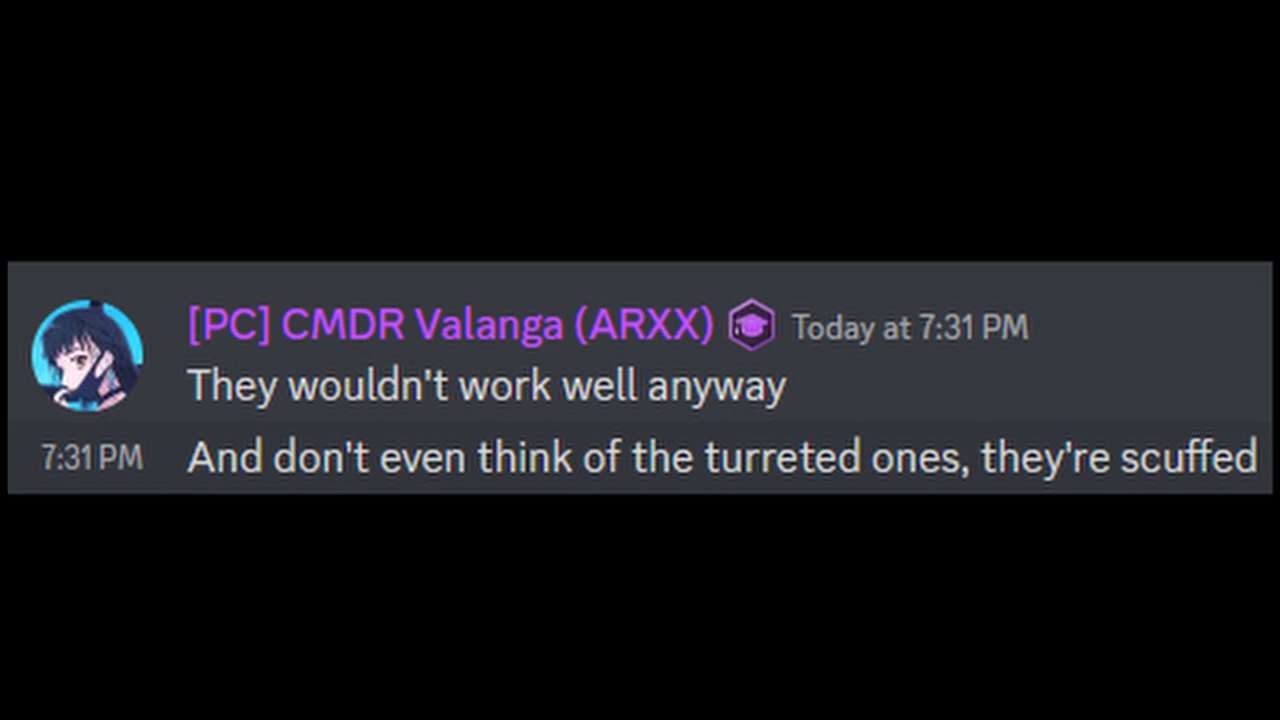 [PC] CMDR Valanga (ARXX) Today at 7:31 PM
They wouldn't work well anyway
7:31 PM And don't even think of the turreted ones, they're scuffed